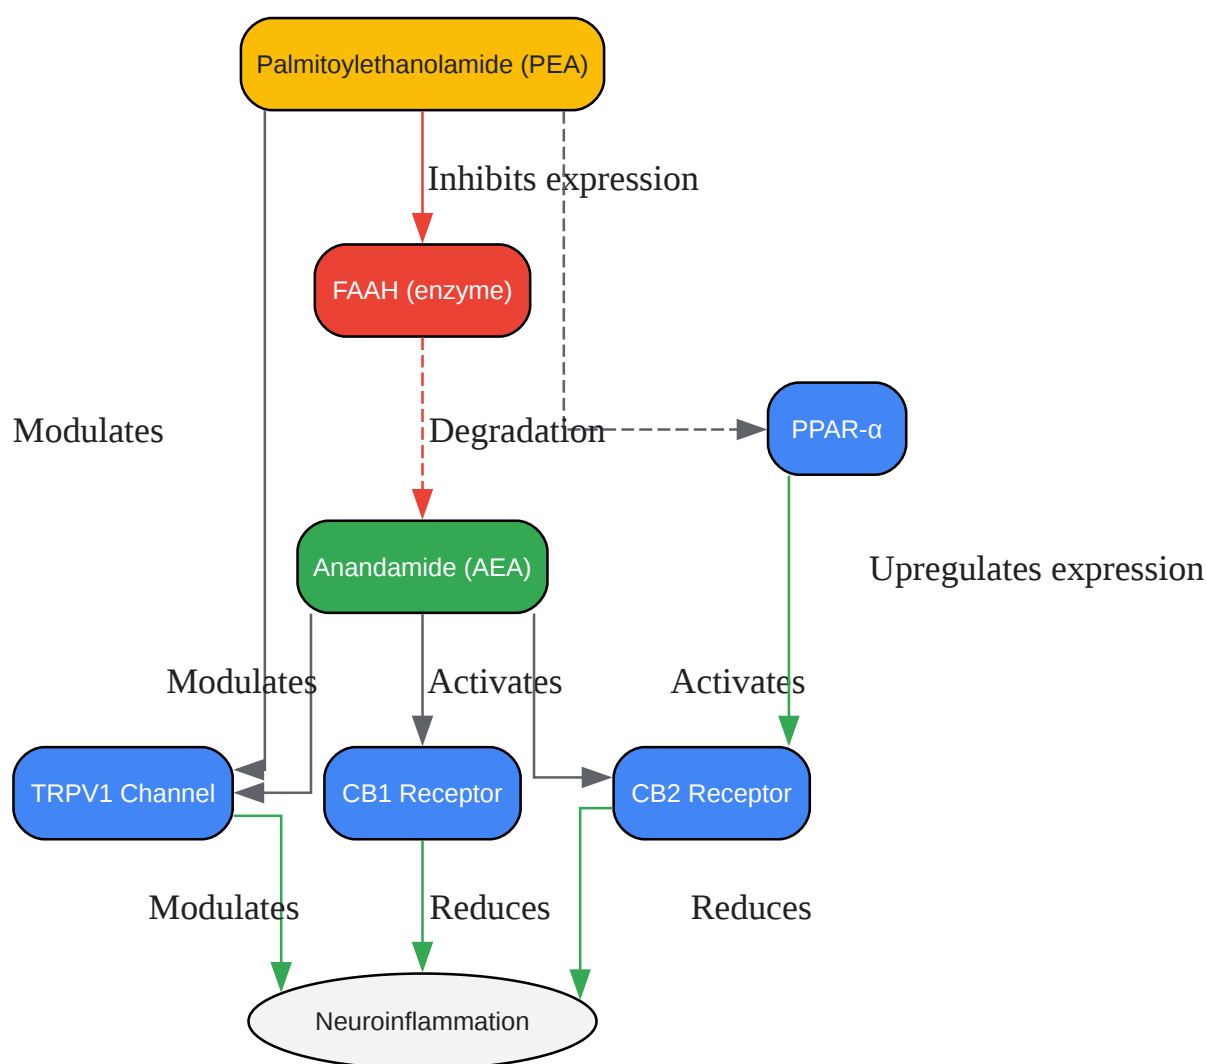 Palmitoylethanolamide (PEA)
Inhibits expression
FAAH (enzyme)
Modulates
Degradation
PPAR-α
Anandamide (AEA)
Upregulates expression
Modulates
Activates
Activates
TRPV1 Channel
CB1 Receptor
CB2 Receptor
Modulates
Reduces
Reduces
Neuroinflammation